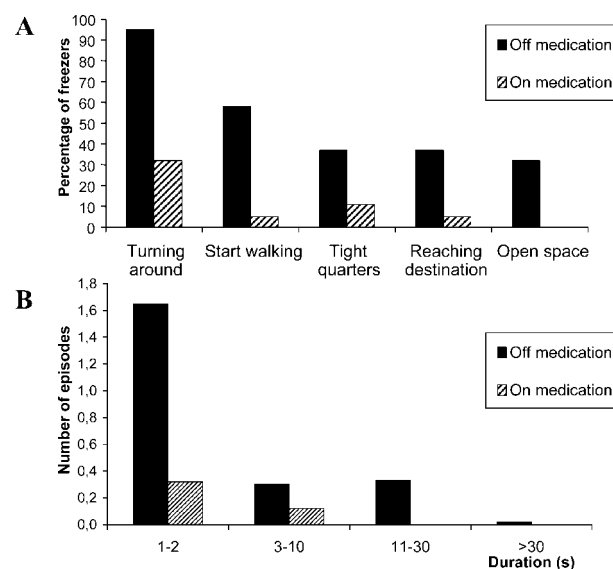 A
Percentage of freezers
100
90
80
70
60
50
40
30
20
10
0
Off medication
On medication
Turning around
Start walking
Tight quarters
Reaching destination
Open space
B
Number of episodes
1,8
1,6
1,4
1,2
1,0
0,8
0,6
0,4
0,2
0,0
Off medication
On medication
1-2
3-10
11-30
>30
Duration (s)